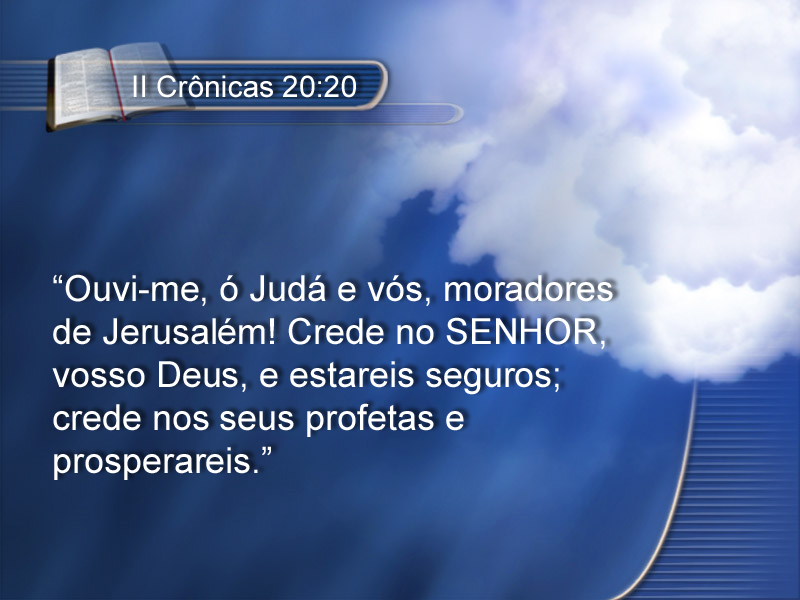 II Crônicas 20:20
“Ouvi-me, ó Judá e vós, moradores
de Jerusalém! Crede no SENHOR,
vosso Deus, e estareis seguros;
crede nos seus profetas e
prosperareis.”